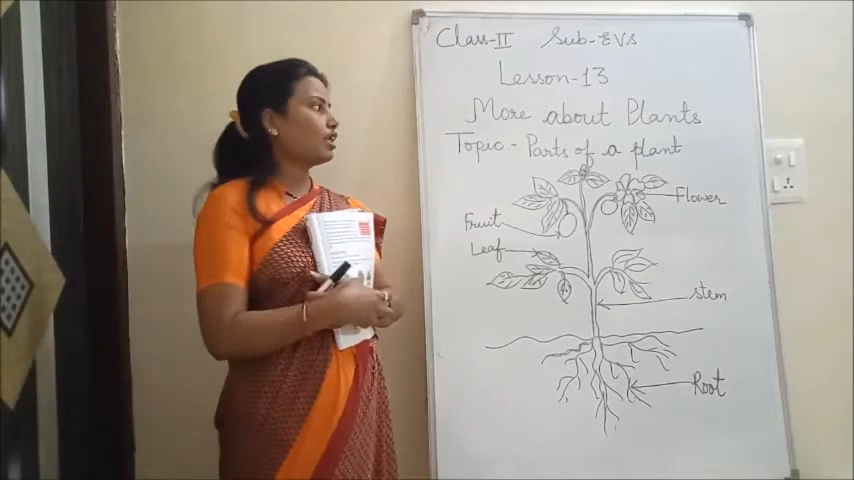 Class-II Sub-EVS
Lesson-13
More about Plants
Topic - Parts of a plant
Flower
Fruit
Leaf
stem
Root